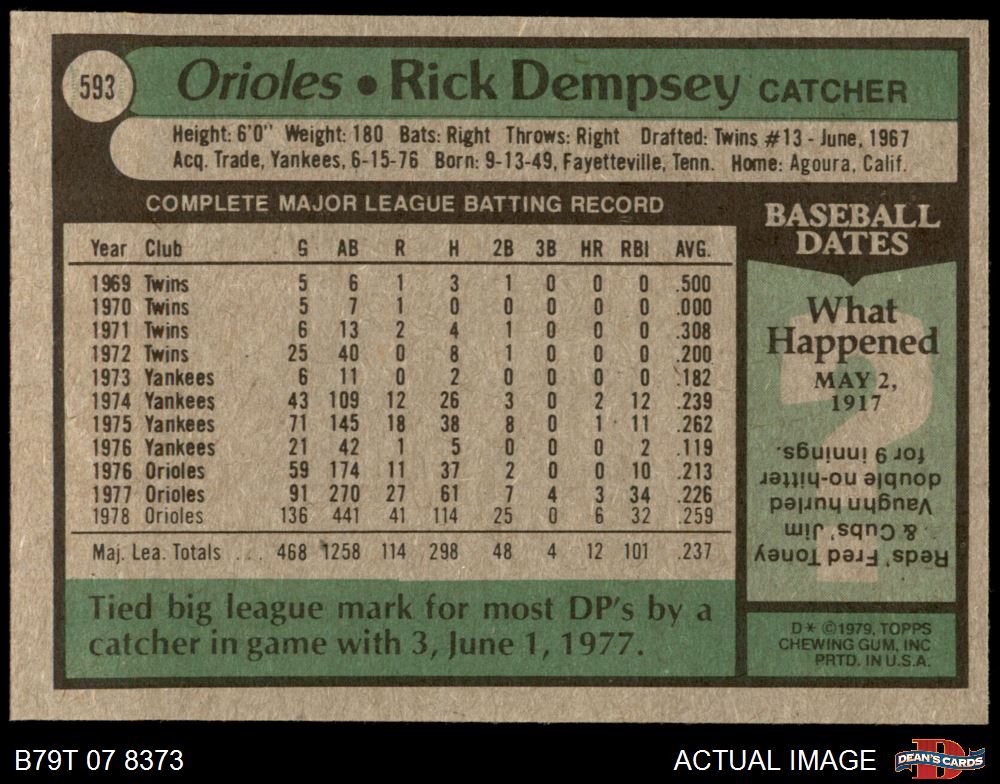 593
Orioles • Rick Dempsey CATCHER
Height: 6'0" Weight: 180 Bats: Right Throws: Right Drafted: Twins #13 - June, 1967
Acq. Trade, Yankees, 6-15-76 Born: 9-13-49, Fayetteville, Tenn. Home: Agoura, Calif.
COMPLETE MAJOR LEAGUE BATTING RECORD
Year Club G AB R H 2B 3B HR RBI AVG.
1969 Twins 5 6 1 3 1 0 0 0 .500
1970 Twins 5 7 1 0 0 0 0 0 .000
1971 Twins 6 13 2 4 1 0 0 0 .308
1972 Twins 25 40 0 8 1 0 0 0 .200
1973 Yankees 6 11 0 2 0 0 0 0 .182
1974 Yankees 43 109 12 26 3 0 2 12 .239
1975 Yankees 71 145 18 38 8 0 1 11 .262
1976 Yankees 21 42 1 5 0 0 0 2 .119
1976 Orioles 59 174 11 37 2 0 0 10 .213
1977 Orioles 91 270 27 61 7 4 3 34 .226
1978 Orioles 136 441 41 114 25 0 6 32 .259
Maj. Lea. Totals ... 468 1258 114 298 48 4 12 101 .237
Tied big league mark for most DP's by a
catcher in game with 3, June 1, 1977.
BASEBALL
DATES
What
Happened
MAY 2,
1917
Reds' Fred Toney
& Cubs' Jim
Vaughn hurled
double no-hitter
for 9 innings.
D* ©1979, TOPPS
CHEWING GUM, INC
PRTD. IN U.S.A.
B79T 07 8373
ACTUAL IMAGE
DEAN'S CARDS